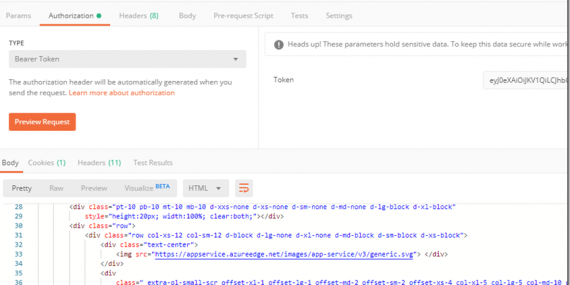 Params Authorization Headers (8) Body Pre-request Script Tests Settings
TYPE
Bearer Token
The authorization header will be automatically generated when you
send the request. Learn more about authorization
Preview Request
Heads up! These parameters hold sensitive data. To keep this data secure while work
Token
Body Cookies (1) Headers (11) Test Results
Pretty Raw Preview Visualize BETA HTML
28 <div class="pt-10 pb-10 mt-10 mb-10 d-xxs-none d-xs-none d-sm-none d-md-none d-lg-block d-xl-block"
29 style="height:20px; width:100%; clear:both;"></div>
30 <div class="row">
31 <div class="row col-xs-12 col-sm-12 d-block d-lg-none d-xl-none d-md-block d-sm-block d-xs-block">
32 <div class="text-center">
33 <img src="https://appservice.azureedge.net/images/app-service/v3/generic.svg"> </div>
34 </div>
35 <div
36 class=" extra-pl-small-scr offset-xl-1 offset-lg-1 offset-md-2 offset-sm-2 offset-xs-4 col-xl-5 col-lg-5 col-md-10